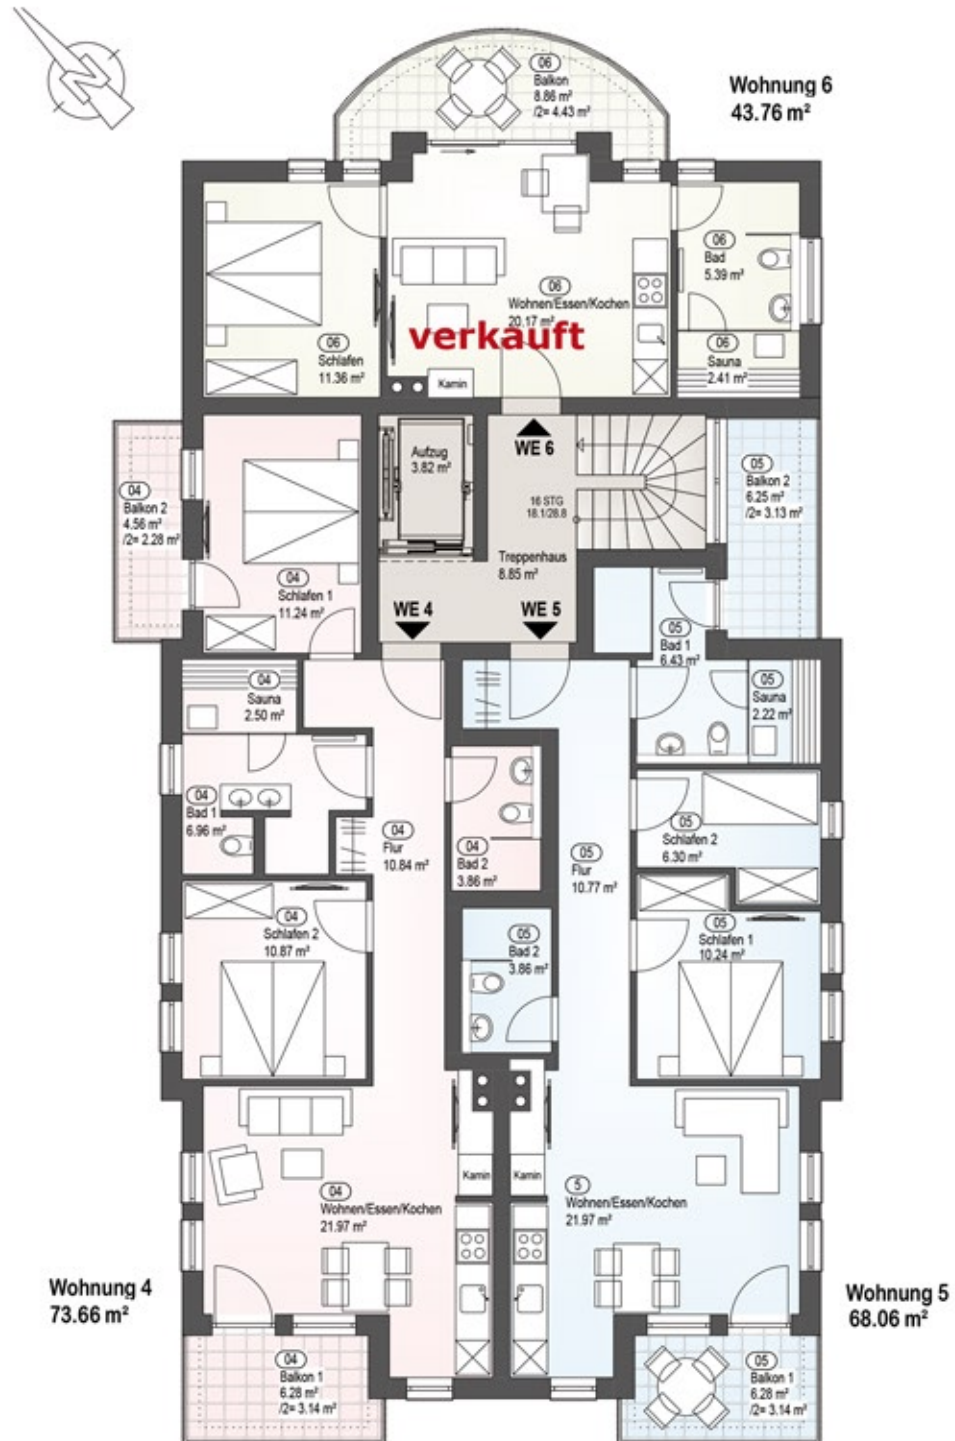 N
06
Balkon
8.86 m²
/2= 4.43 m²
Wohnung 6
43.76 m²
06
Schlafen
11.36 m²
06
Wohnen/Essen/Kochen
20.17 m²
verkauft
Kamin
06
Bad
5.39 m²
06
Sauna
2.41 m²
04
Balkon 2
4.56 m²
/2= 2.28 m²
04
Schlafen 1
11.24 m²
Aufzug
3.82 m²
WE 6
16 STG
18.1/28.8
Treppenhaus
8.85 m²
WE 4
WE 5
05
Balkon 2
6.25 m²
/2= 3.13 m²
05
Bad 1
6.43 m²
05
Sauna
2.22 m²
04
Sauna
2.50 m²
04
Bad 1
6.96 m²
04
Flur
10.84 m²
04
Bad 2
3.86 m²
05
Flur
10.77 m²
05
Schlafen 2
6.30 m²
04
Schlafen 2
10.87 m²
05
Bad 2
3.86 m²
05
Schlafen 1
10.24 m²
Kamin
Kamin
04
Wohnen/Essen/Kochen
21.97 m²
5
Wohnen/Essen/Kochen
21.97 m²
Wohnung 4
73.66 m²
Wohnung 5
68.06 m²
04
Balkon 1
6.28 m²
/2= 3.14 m²
05
Balkon 1
6.28 m²
/2= 3.14 m²